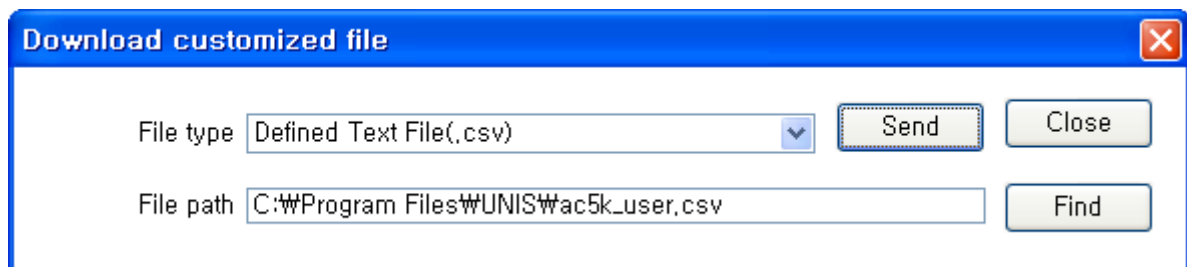 Download customized file
File type Defined Text File(.csv) Send Close
File path C:₩Program Files₩UNIS₩ac5k_user.csv Find